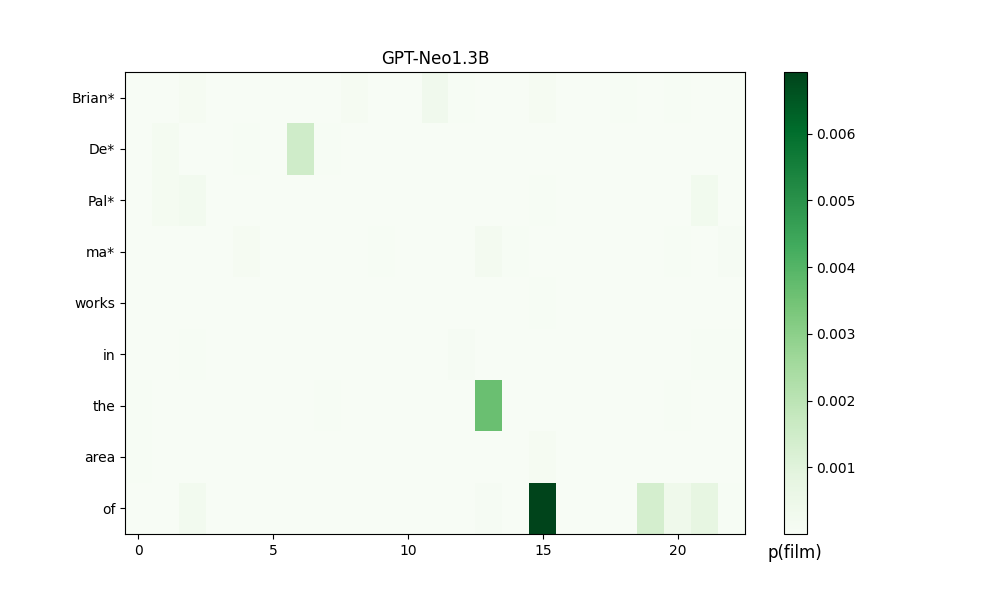 GPT-Neo1.3B
Brian*
De*
Pal*
ma*
works
in
the
area
of
0 5 10 15 20
0.006
0.005
0.004
0.003
0.002
0.001
p(film)